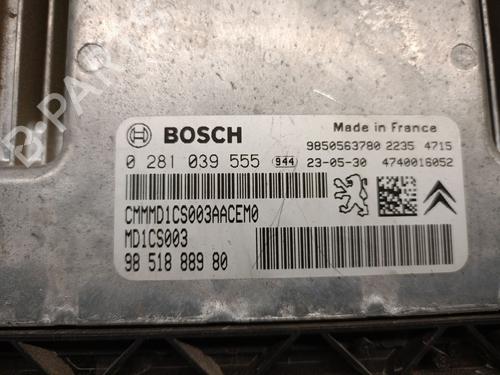 B-PARTS
BOSCH
Made in France
9850563780 2235 4715
0 281 039 555 944 23-05-30 4740016052
CMMMD1CS003AACEM0
MD1CS003
98 518 889 80